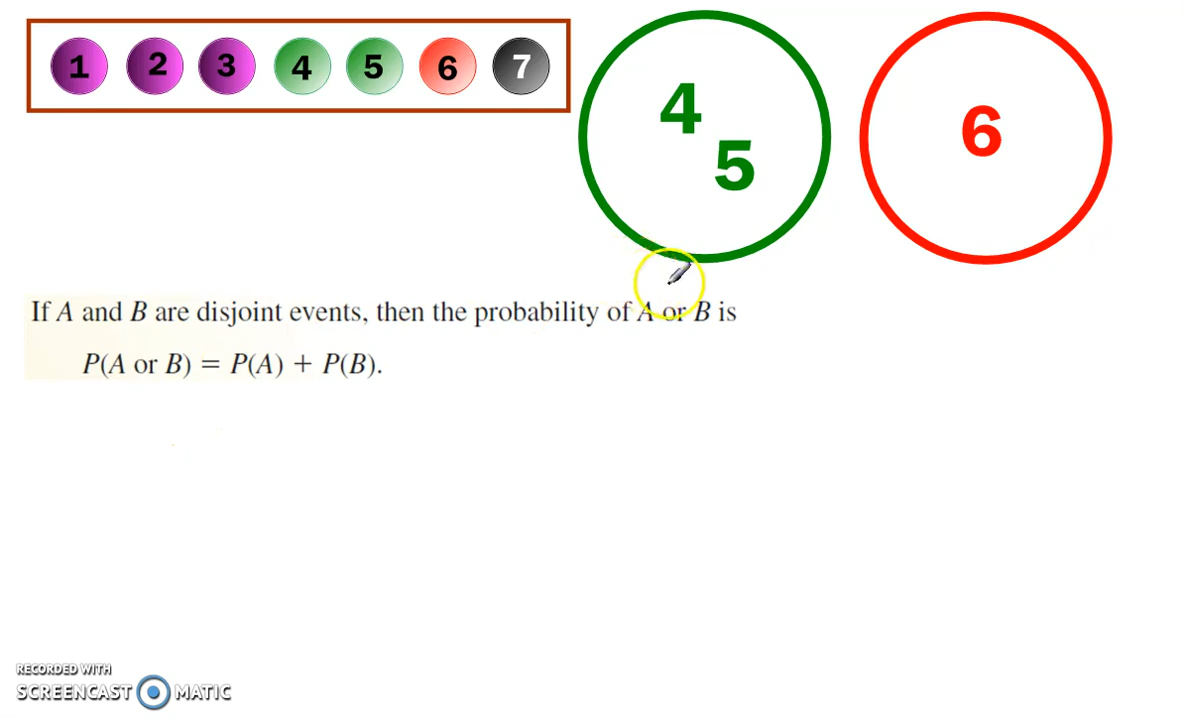 1 2 3 4 5 6 7
4
5
6
If A and B are disjoint events, then the probability of A or B is
P(A or B) = P(A) + P(B).
RECORDED WITH
SCREENCAST MATIC